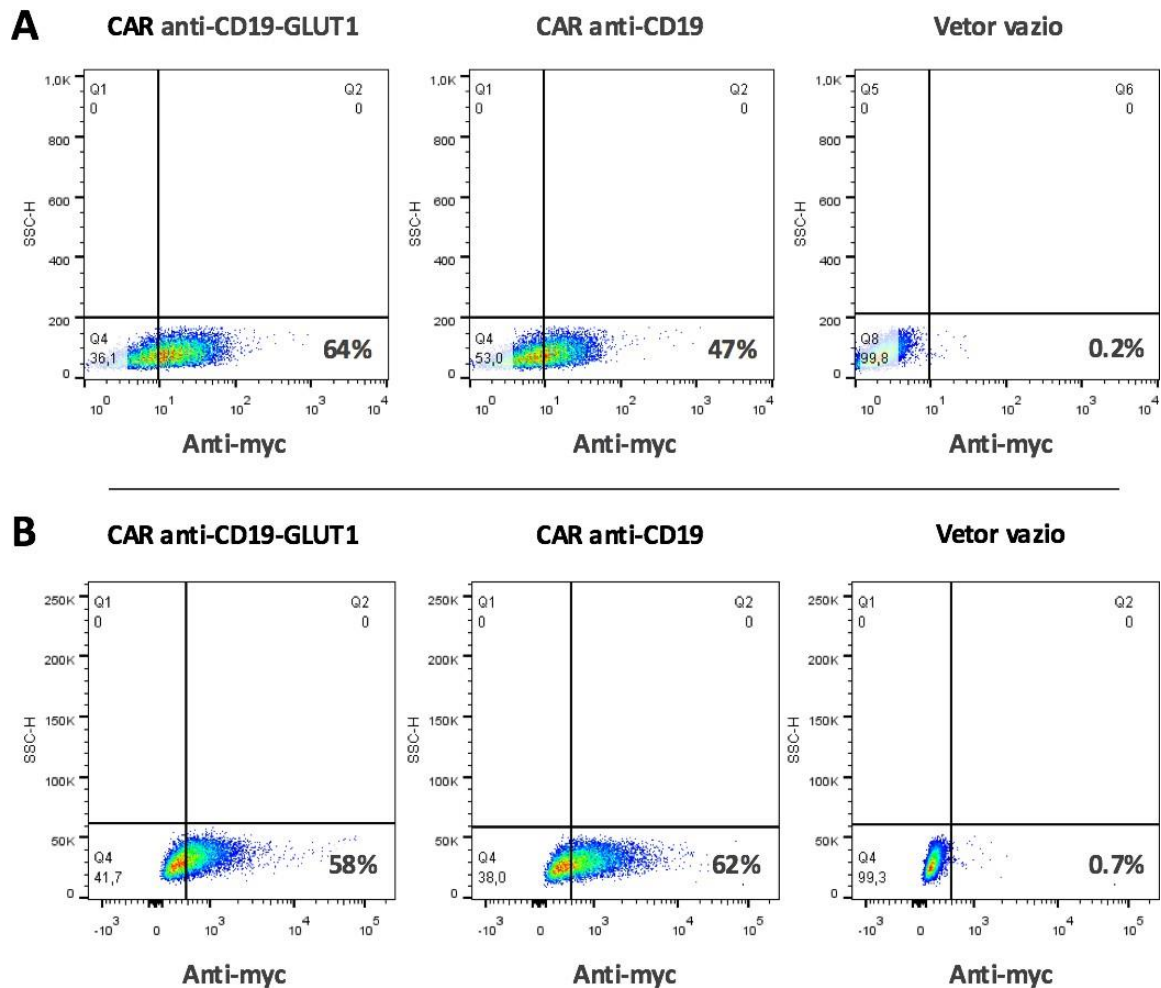 A
CAR anti-CD19-GLUT1
CAR anti-CD19
Vetor vazio
1,0K
800
600
400
200
0
SSC-H
Q1
0
Q2
0
Q4
36,1
64%
10^0
10^1
10^2
10^3
10^4
Anti-myc
1,0K
800
600
400
200
0
SSC-H
Q1
0
Q2
0
Q4
53,0
47%
10^0
10^1
10^2
10^3
10^4
Anti-myc
1,0K
800
600
400
200
0
SSC-H
Q5
0
Q6
0
Q8
99,8
0.2%
10^0
10^1
10^2
10^3
10^4
Anti-myc
B
CAR anti-CD19-GLUT1
CAR anti-CD19
Vetor vazio
250K
200K
150K
100K
50K
0
SSC-H
Q1
0
Q2
0
Q4
41,7
58%
-10^3
0
10^3
10^4
10^5
Anti-myc
250K
200K
150K
100K
50K
0
SSC-H
Q1
0
Q2
0
Q4
38,0
62%
-10^3
0
10^3
10^4
10^5
Anti-myc
250K
200K
150K
100K
50K
0
SSC-H
Q1
0
Q2
0
Q4
99,3
0.7%
-10^3
0
10^3
10^4
10^5
Anti-myc